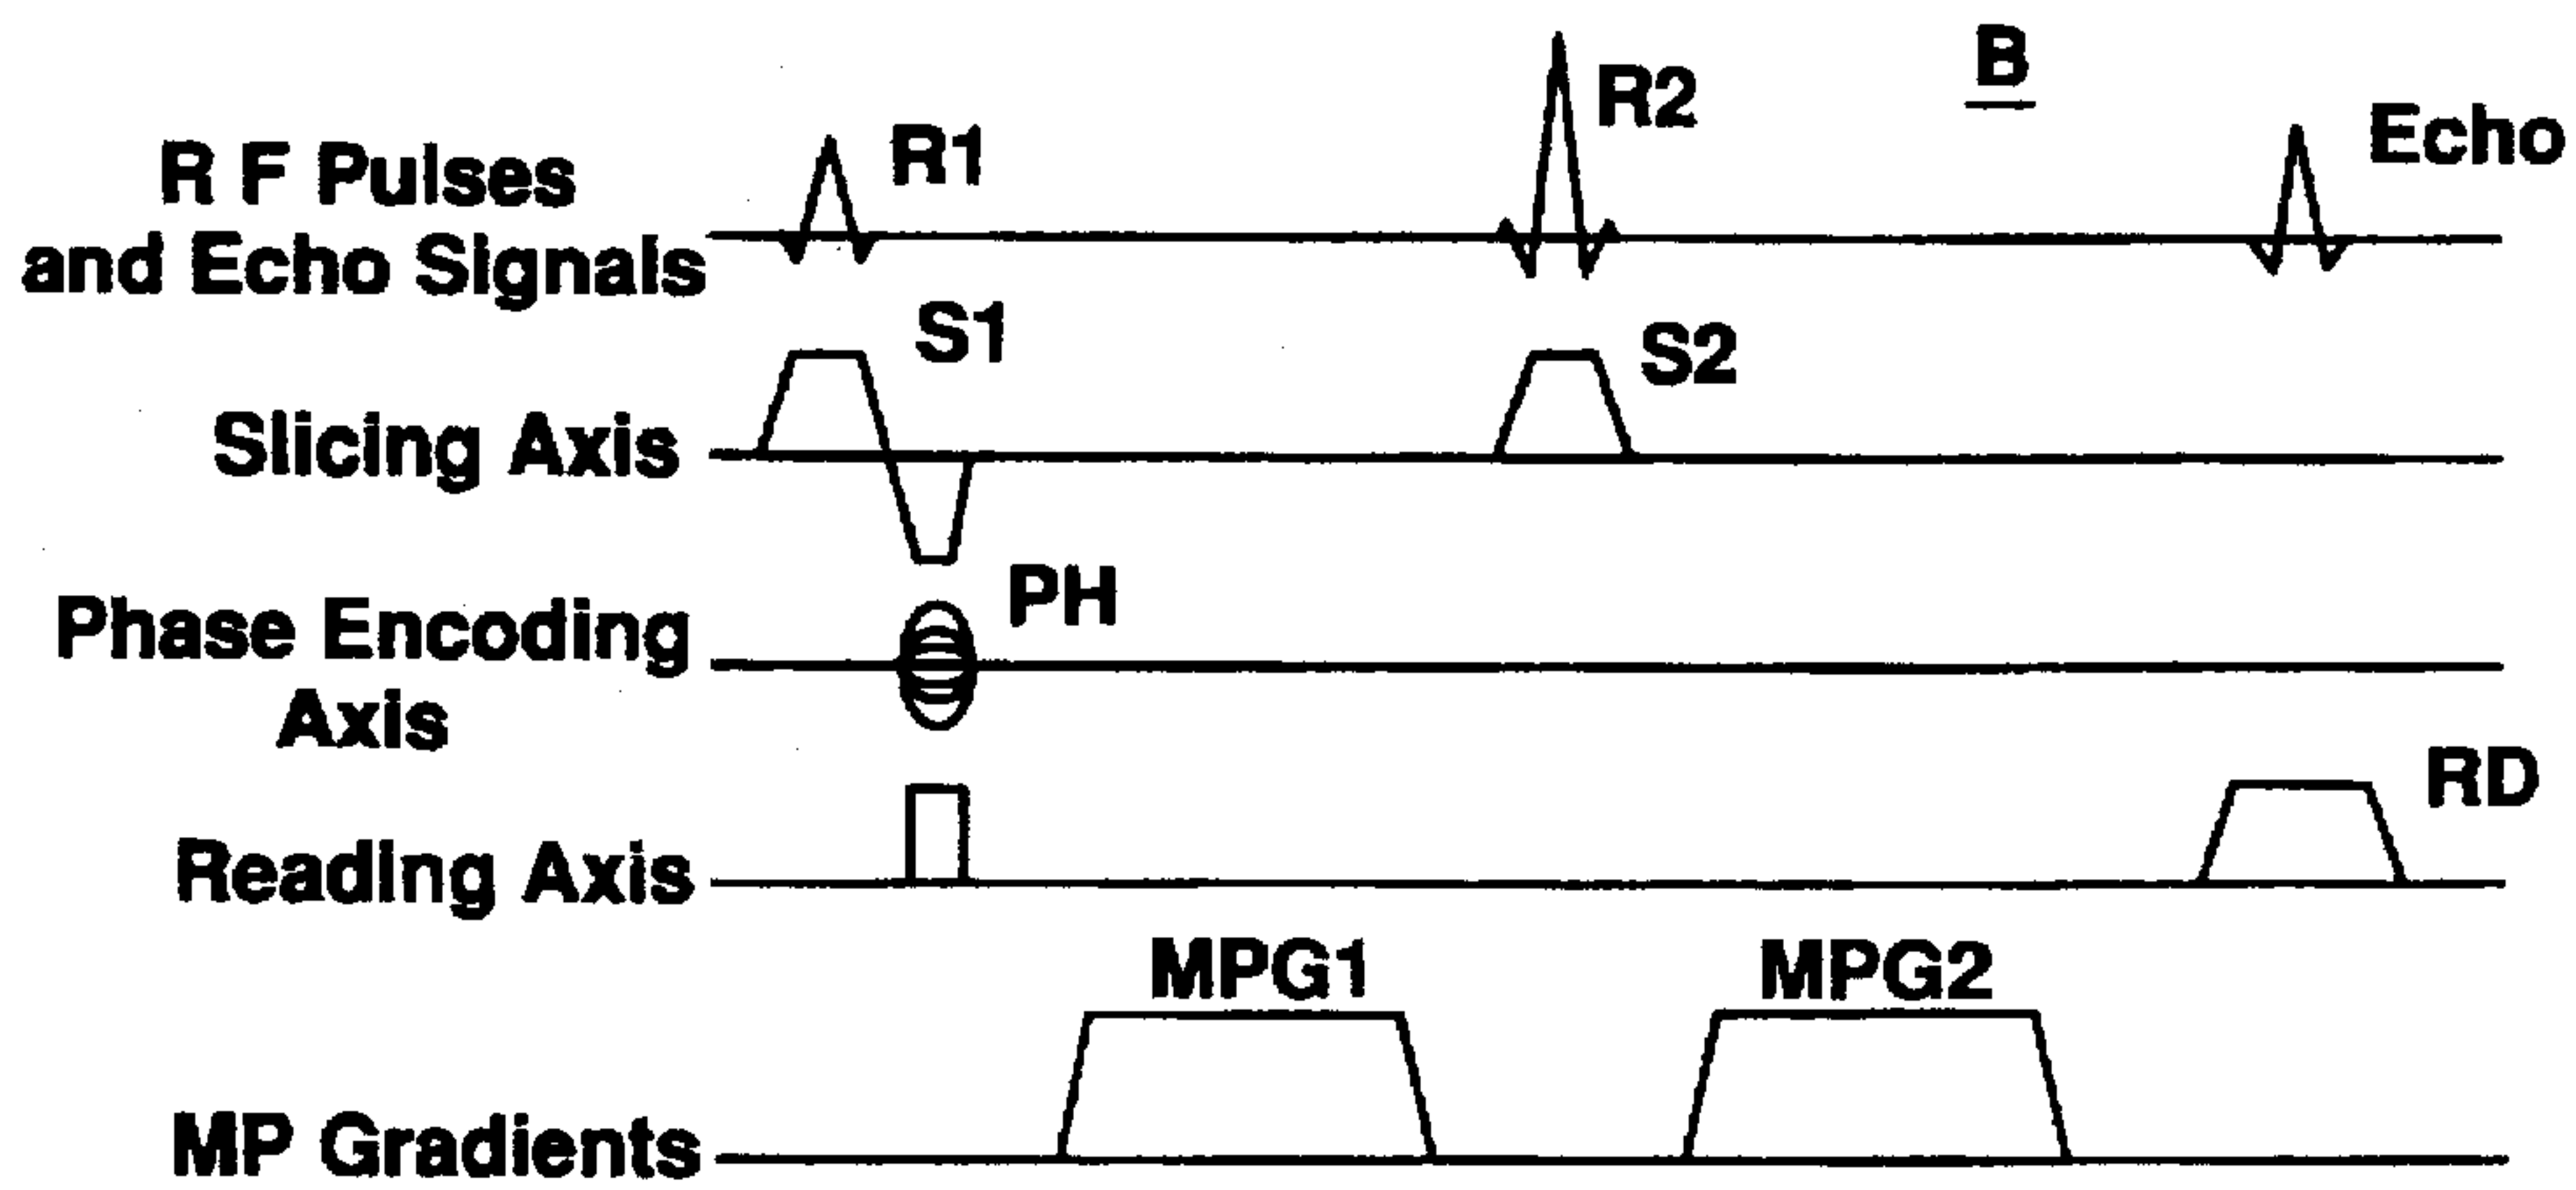 B
R1
R2
Echo
R F Pulses
and Echo Signals
S1
S2
Slicing Axis
PH
Phase Encoding
Axis
RD
Reading Axis
MPG1
MPG2
MP Gradients